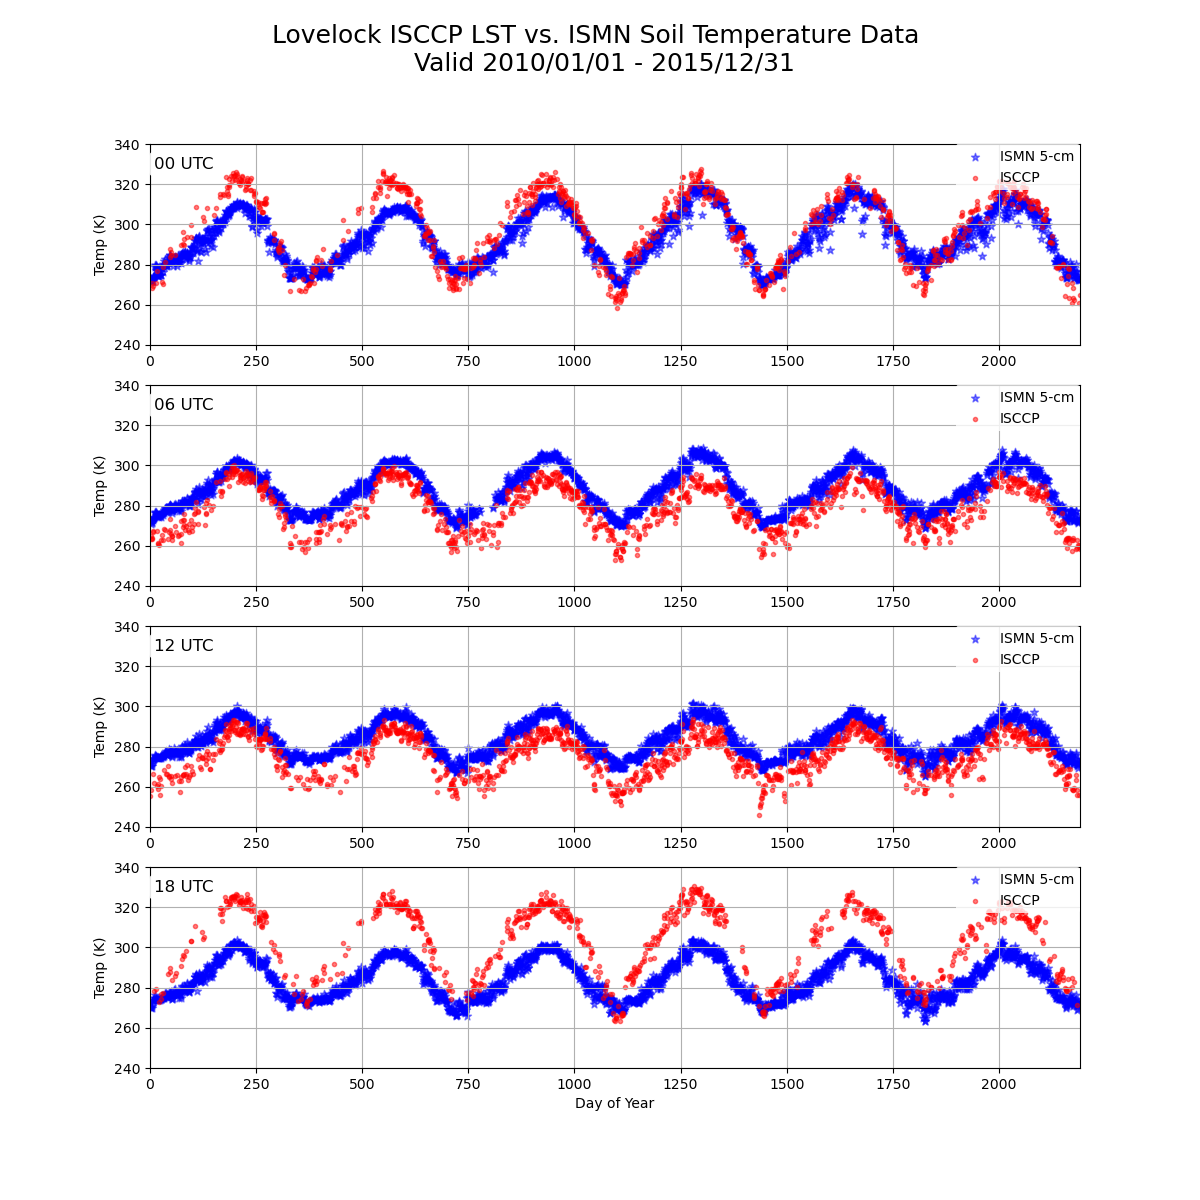 Lovelock ISCCP LST vs. ISMN Soil Temperature Data
Valid 2010/01/01 - 2015/12/31
340
320
300
280
260
240
Temp (K)
00 UTC
ISMN 5-cm
ISCCP
0 250 500 750 1000 1250 1500 1750 2000
340
320
300
280
260
240
Temp (K)
06 UTC
ISMN 5-cm
ISCCP
0 250 500 750 1000 1250 1500 1750 2000
340
320
300
280
260
240
Temp (K)
12 UTC
ISMN 5-cm
ISCCP
0 250 500 750 1000 1250 1500 1750 2000
340
320
300
280
260
240
Temp (K)
18 UTC
ISMN 5-cm
ISCCP
0 250 500 750 1000 1250 1500 1750 2000
Day of Year